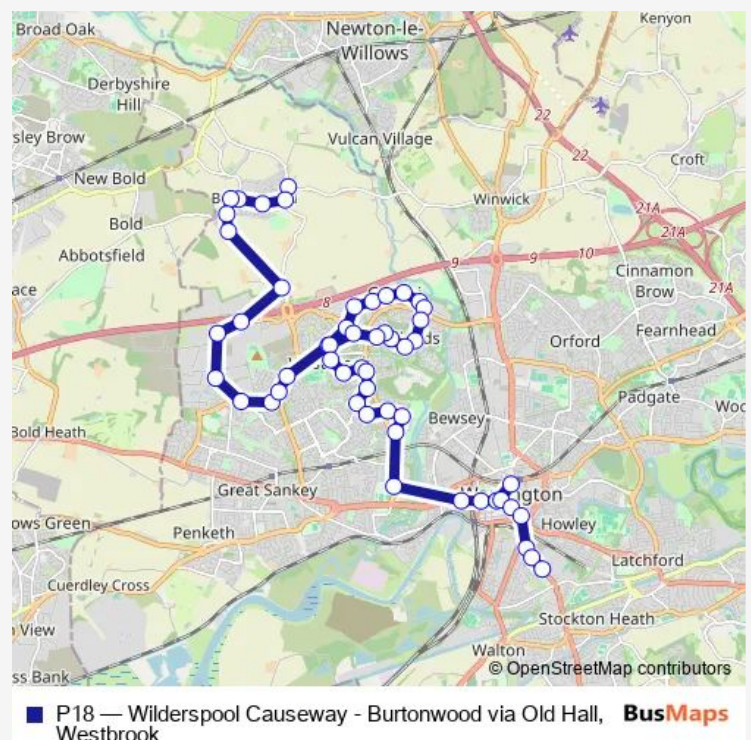 Kenyon
Broad Oak
Newton-le-
Willows
Derbyshire
Hill
22
sley Brow
Vulcan Village
22
Croft
New Bold
Winwick
21A
Bold
21A
Abbotsfield
9
9
10
Cinnamon
Brow
ace
21A
8
Fearnhead
Orford
Padgate
Woo
Bewsey
Bold Heath
Great Sankey
ows Green
Howley
Penketh
Latchford
Cuerdley Cross
Stockton Heath
n View
Walton
ss Bank
© OpenStreetMap contributors
P18 — Wilderspool Causeway - Burtonwood via Old Hall, BusMaps
Westbrook